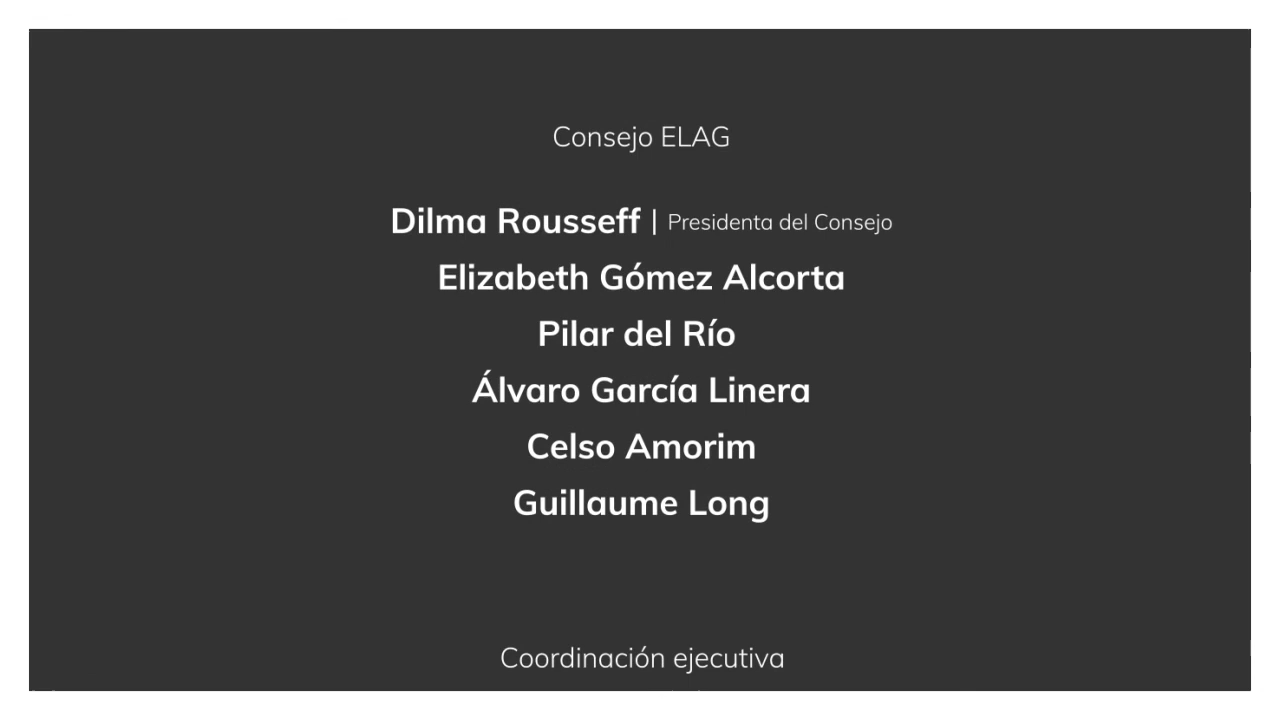 Consejo ELAG
Dilma Rousseff | Presidenta del Consejo
Elizabeth Gómez Alcorta
Pilar del Río
Álvaro García Linera
Celso Amorim
Guillaume Long
Coordinación ejecutiva